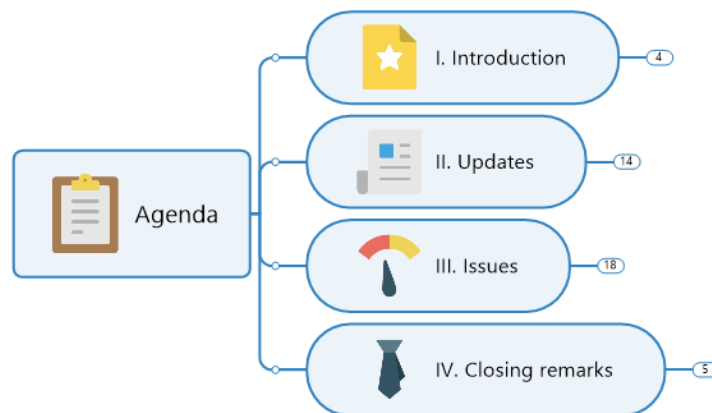 Agenda
I. Introduction
4
II. Updates
14
III. Issues
18
IV. Closing remarks
5